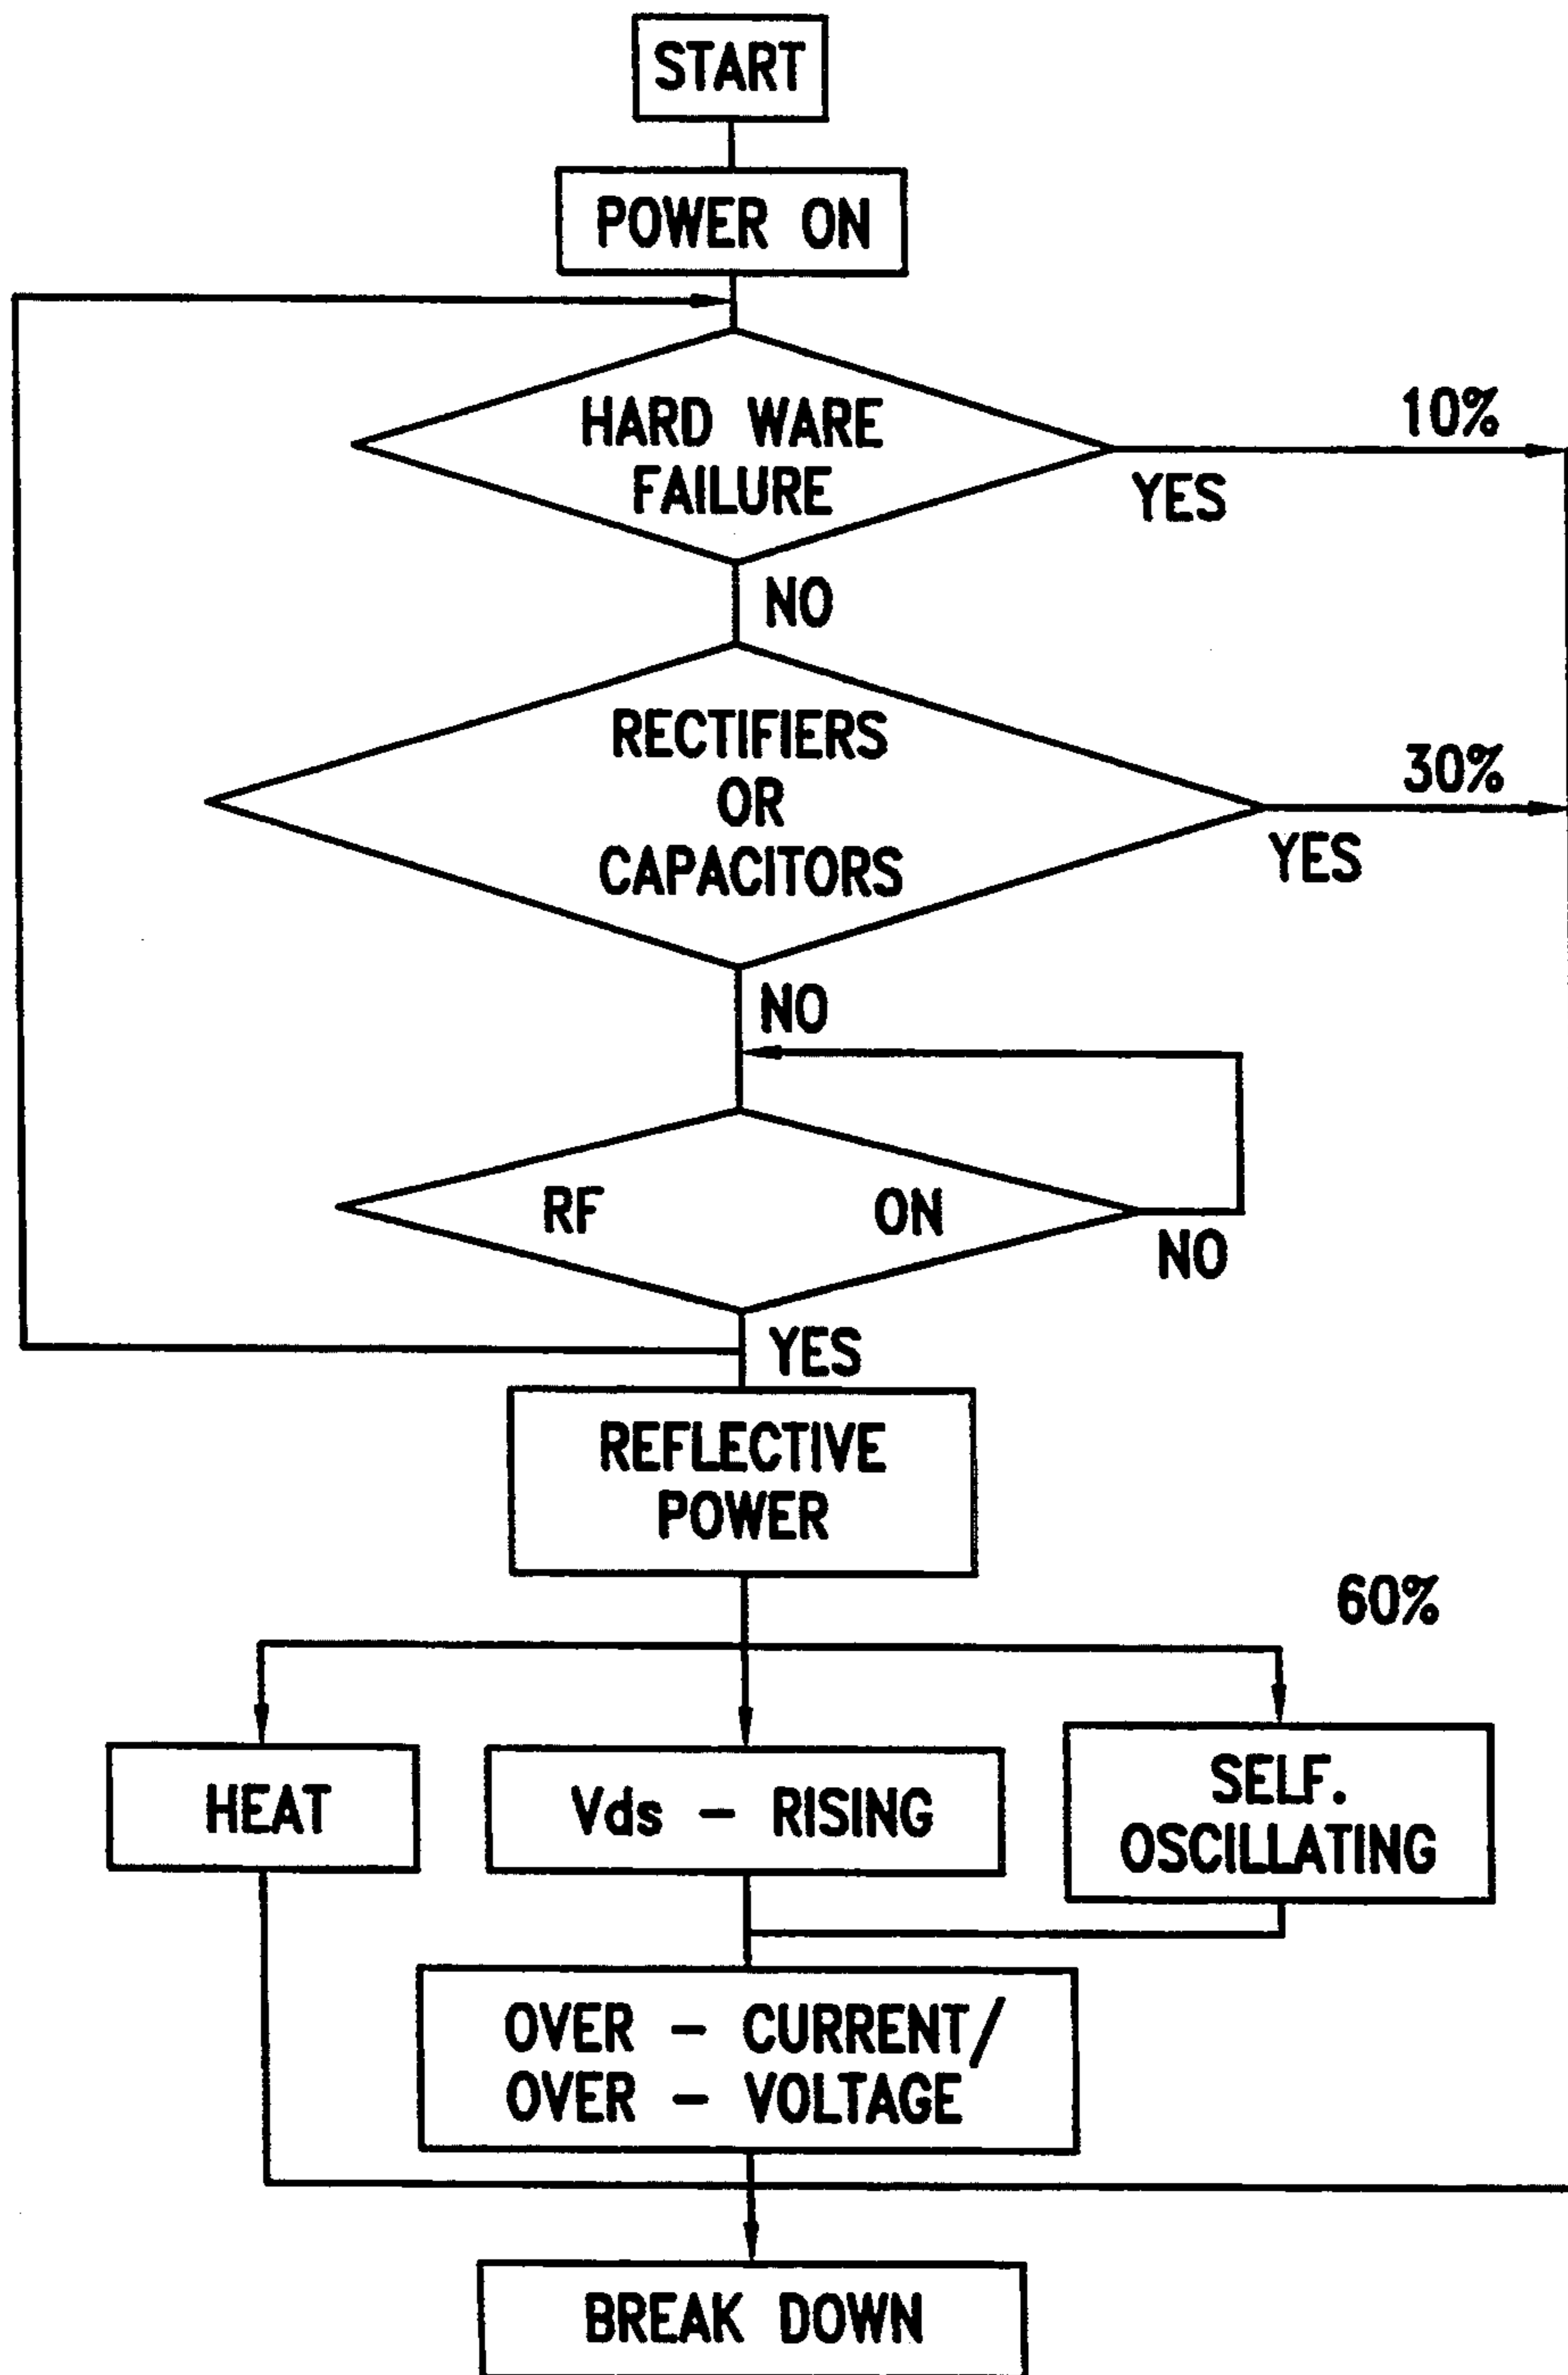 START
POWER ON
HARD WARE
FAILURE
10%
YES
NO
RECTIFIERS
OR
CAPACITORS
30%
YES
NO
RF ON
NO
YES
REFLECTIVE
POWER
60%
HEAT
Vds - RISING
SELF.
OSCILLATING
OVER - CURRENT/
OVER - VOLTAGE
BREAK DOWN